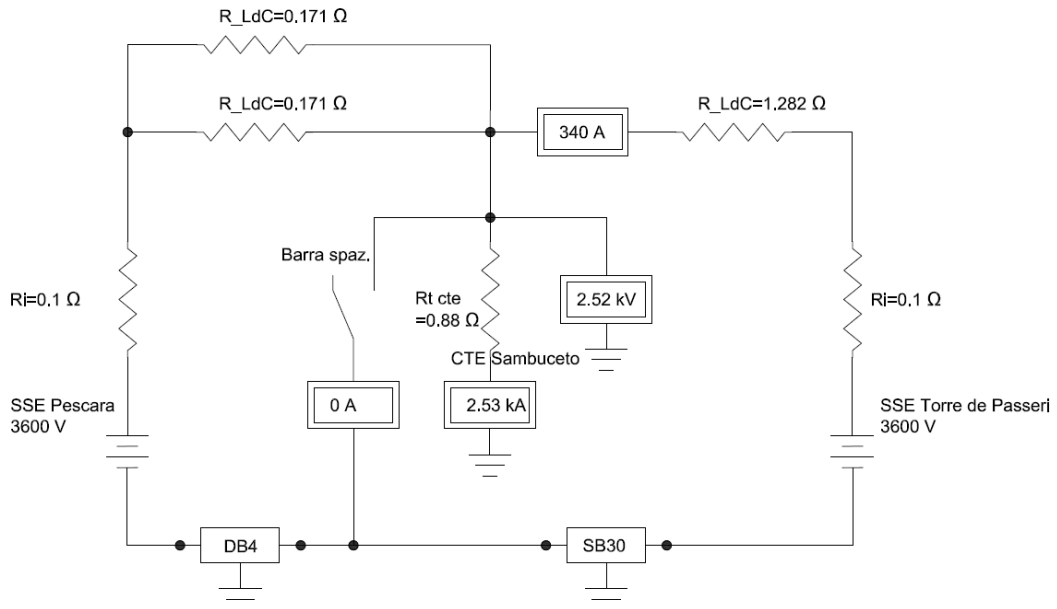 R_LdC=0.171 Ω
R_LdC=0.171 Ω
340 A
R_LdC=1.282 Ω
Barra spaz.
Ri=0.1 Ω
Rt cte
=0.88 Ω
2.52 kV
Ri=0.1 Ω
CTE Sambuceto
SSE Pescara
3600 V
0 A
2.53 kA
SSE Torre de Passeri
3600 V
DB4
SB30